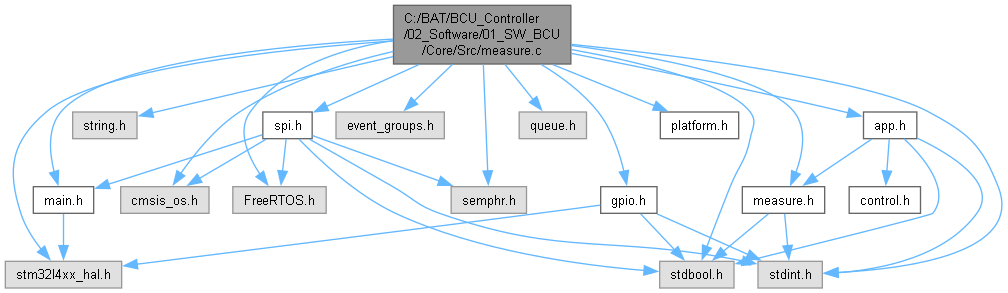 C:/BAT/BCU_Controller
/02_Software/01_SW_BCU
/Core/Src/measure.c
string.h
spi.h
event_groups.h
queue.h
platform.h
app.h
main.h
cmsis_os.h
FreeRTOS.h
semphr.h
gpio.h
measure.h
control.h
stm32l4xx_hal.h
stdbool.h
stdint.h